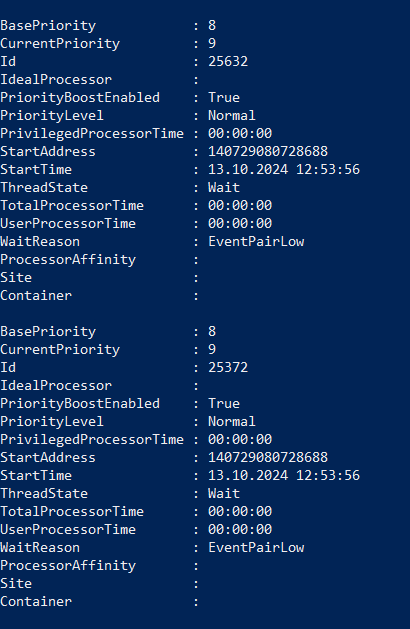 BasePriority : 8
CurrentPriority : 9
Id : 25632
IdealProcessor :
PriorityBoostEnabled : True
PriorityLevel : Normal
PrivilegedProcessorTime : 00:00:00
StartAddress : 140729080728688
StartTime : 13.10.2024 12:53:56
ThreadState : Wait
TotalProcessorTime : 00:00:00
UserProcessorTime : 00:00:00
WaitReason : EventPairLow
ProcessorAffinity :
Site :
Container :

BasePriority : 8
CurrentPriority : 9
Id : 25372
IdealProcessor :
PriorityBoostEnabled : True
PriorityLevel : Normal
PrivilegedProcessorTime : 00:00:00
StartAddress : 140729080728688
StartTime : 13.10.2024 12:53:56
ThreadState : Wait
TotalProcessorTime : 00:00:00
UserProcessorTime : 00:00:00
WaitReason : EventPairLow
ProcessorAffinity :
Site :
Container :